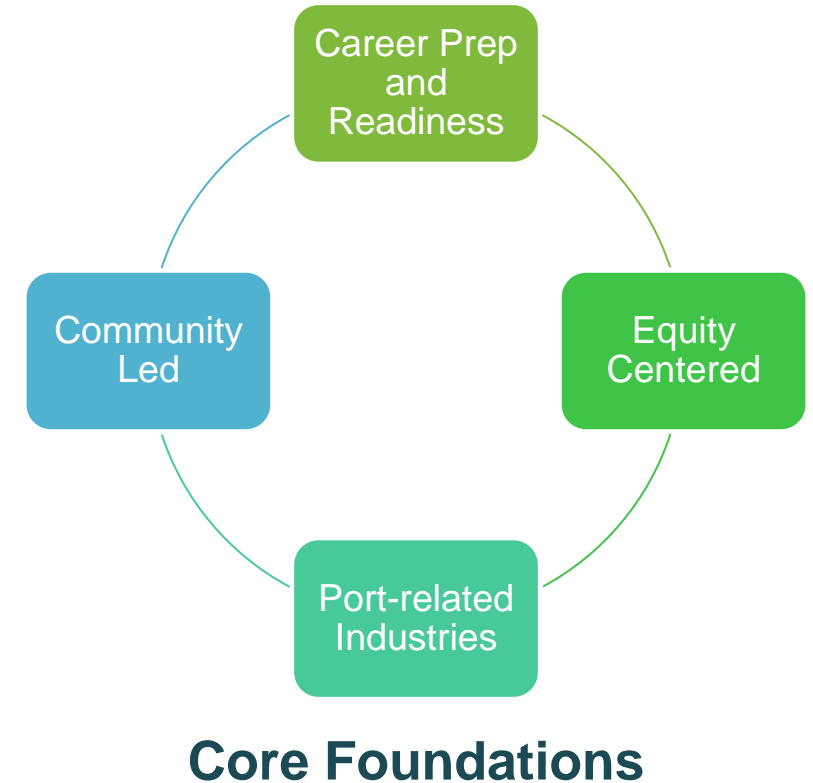 Career Prep
and
Readiness
Community
Led
Equity
Centered
Port-related
Industries
Core Foundations